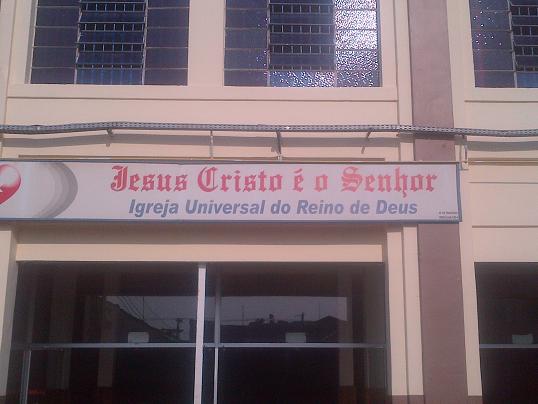 Jesus Cristo é o Senhor
Igreja Universal do Reino de Deus